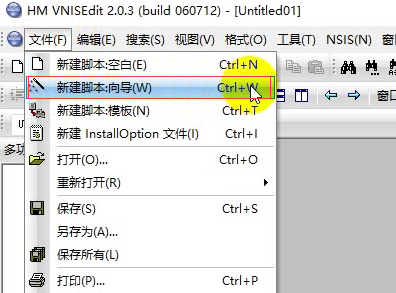 HM VNISEdit 2.0.3 (build 060712) - [Untitled01]
文件(F) 编辑(E) 搜索(S) 视图(V) 格式(O) 工具(T) NSIS(N) 窗
新建脚本:空白(E) Ctrl+N
新建脚本:向导(W) Ctrl+W
新建脚本:模板(N) Ctrl+T
新建 InstallOption 文件(I) Ctrl+I
打开(O)... Ctrl+O
重新打开(R)
保存(S) Ctrl+S
另存为(A)...
保存所有(L)
打印(P)... Ctrl+P
窗口
多功